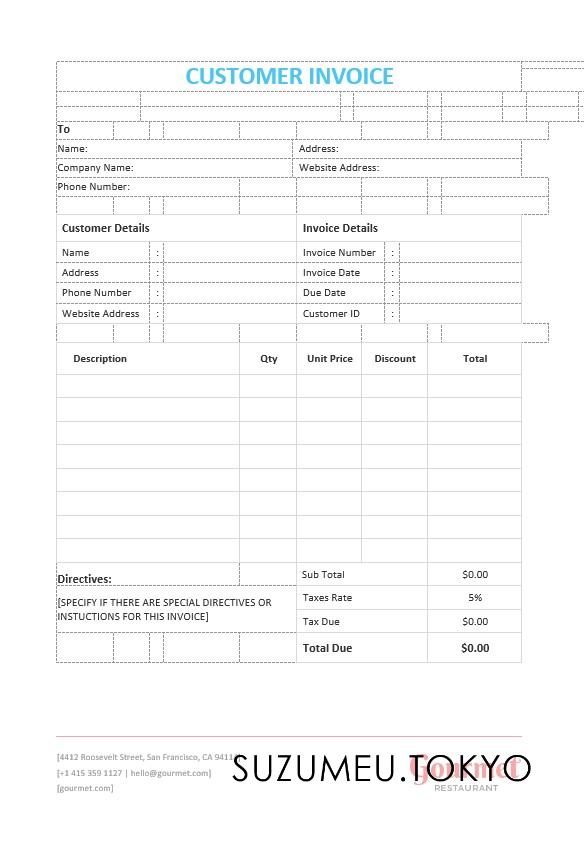 CUSTOMER INVOICE
To
Name: Address:
Company Name: Website Address:
Phone Number:
Customer Details Invoice Details
Name : Invoice Number :
Address : Invoice Date :
Phone Number : Due Date :
Website Address : Customer ID :
Description Qty Unit Price Discount Total
Directives: Sub Total $0.00
[SPECIFY IF THERE ARE SPECIAL DIRECTIVES OR
INSTUCTIONS FOR THIS INVOICE]
Taxes Rate 5%
Tax Due $0.00
Total Due $0.00
[4412 Roosevelt Street, San Francisco, CA 94114]
[+1 415 359 1127 | hello@gourmet.com]
[gourmet.com]
SUZUMEU.TOKYO
Gourmet
RESTAURANT